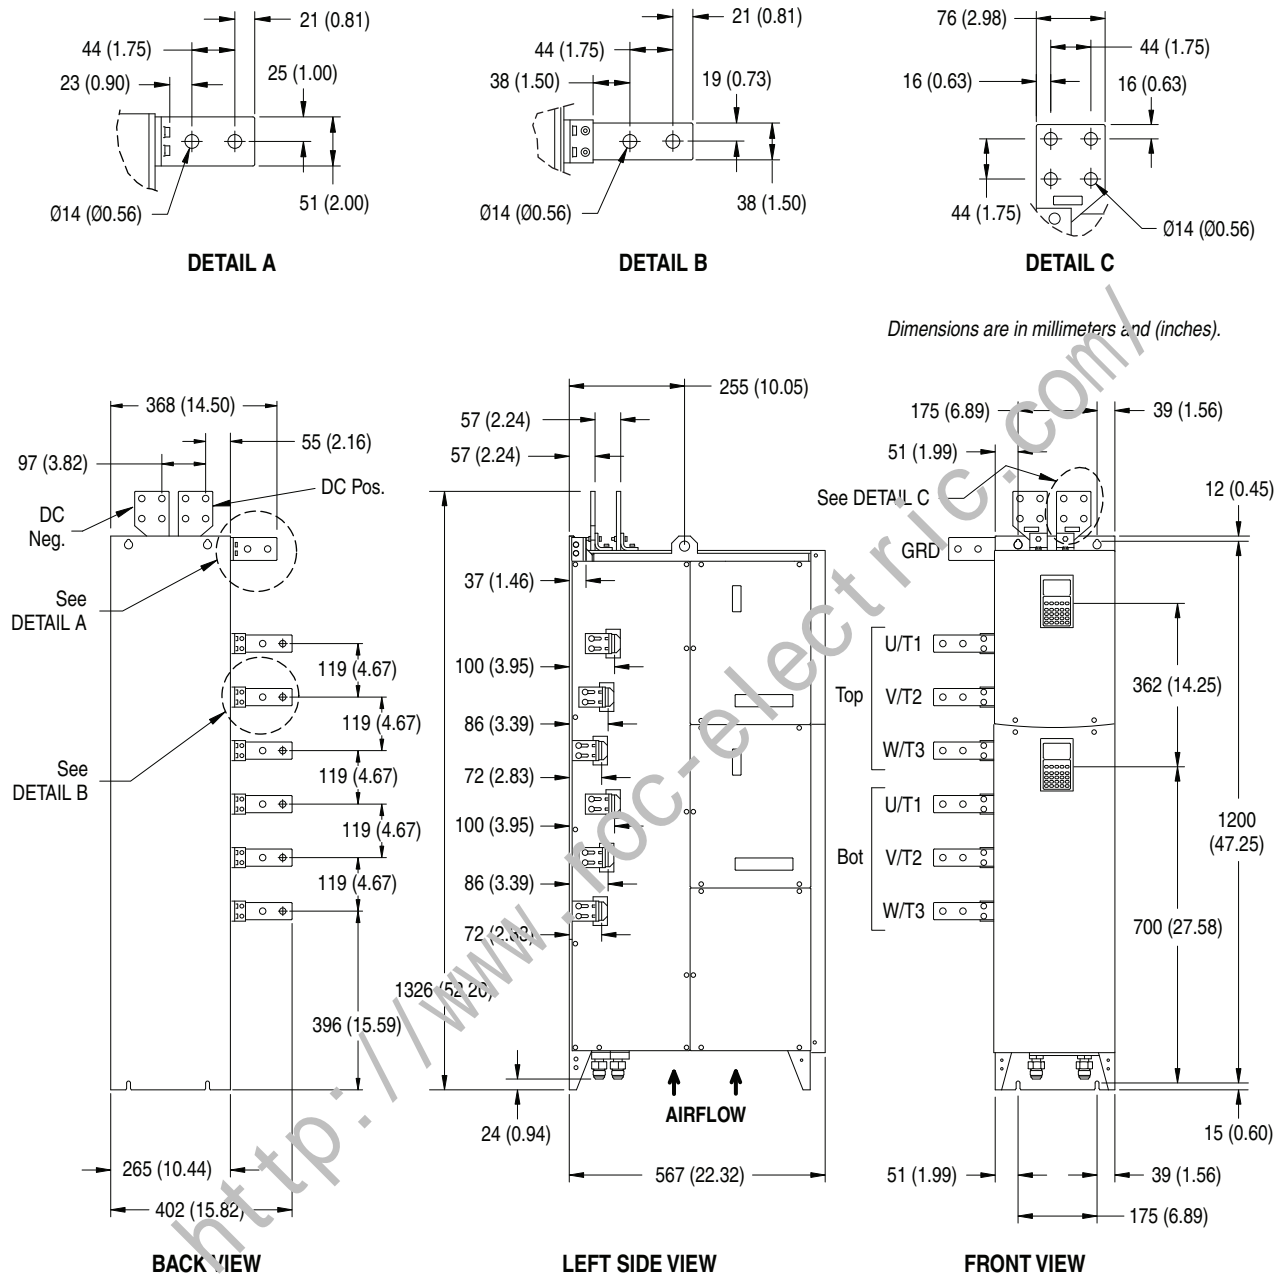 21 (0.81)
44 (1.75)
23 (0.90)
25 (1.00)
Ø14 (Ø0.56)
51 (2.00)
DETAIL A
21 (0.81)
44 (1.75)
38 (1.50)
19 (0.73)
Ø14 (Ø0.56)
38 (1.50)
DETAIL B
76 (2.98)
44 (1.75)
16 (0.63)
16 (0.63)
44 (1.75)
Ø14 (Ø0.56)
DETAIL C
Dimensions are in millimeters and (inches).
368 (14.50)
55 (2.16)
97 (3.82)
DC Pos.
DC
Neg.
See
DETAIL A
119 (4.67)
119 (4.67)
119 (4.67)
119 (4.67)
119 (4.67)
See
DETAIL B
396 (15.59)
265 (10.44)
402 (15.82)
BACK VIEW
255 (10.05)
57 (2.24)
57 (2.24)
37 (1.46)
100 (3.95)
86 (3.39)
72 (2.83)
100 (3.95)
86 (3.39)
72 (2.83)
1326 (52.20)
24 (0.94)
AIRFLOW
567 (22.32)
LEFT SIDE VIEW
175 (6.89)
39 (1.56)
51 (1.99)
See DETAIL C
12 (0.45)
GRD
U/T1
Top
V/T2
W/T3
U/T1
Bot
V/T2
W/T3
362 (14.25)
1200
(47.25)
700 (27.58)
15 (0.60)
51 (1.99)
39 (1.56)
175 (6.89)
FRONT VIEW
http://www.roc-electric.com/